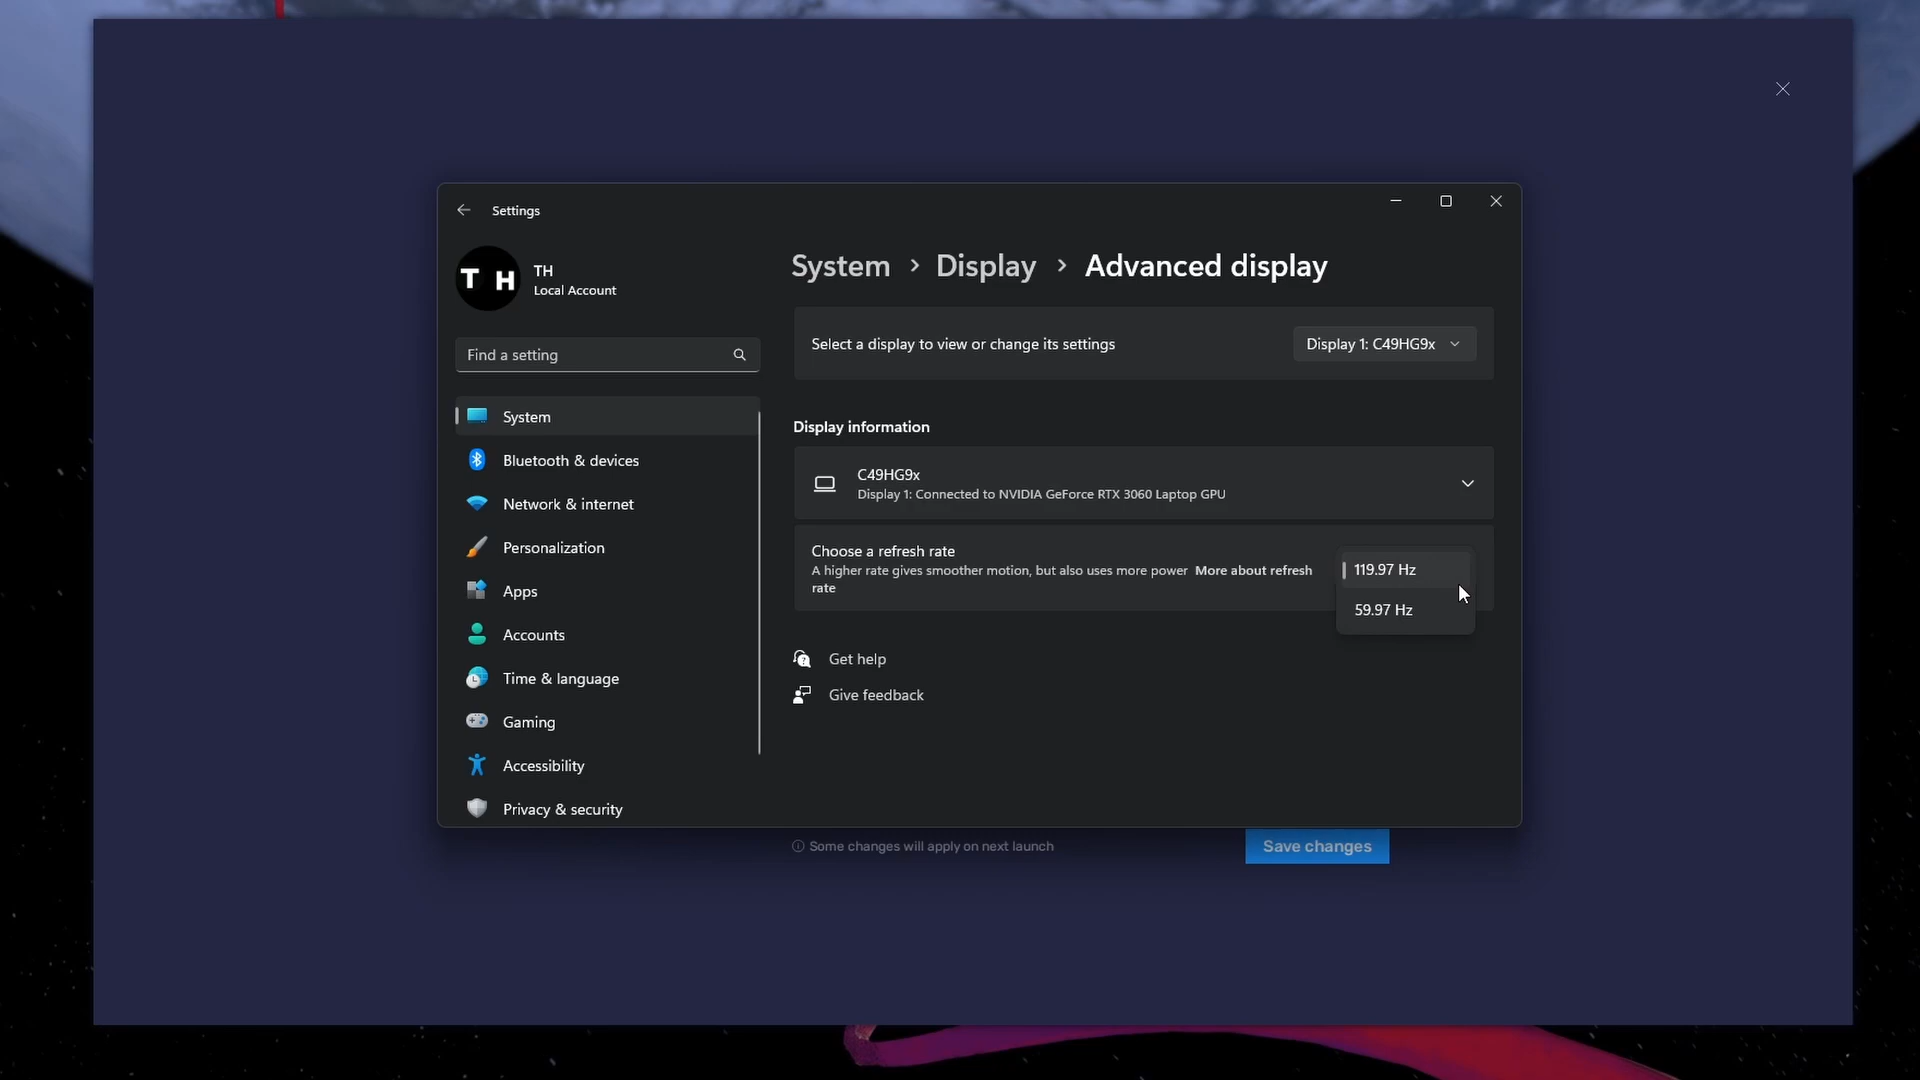 Settings
TH
TH
Local Account
Find a setting
System
Bluetooth & devices
Network & internet
Personalization
Apps
Accounts
Time & language
Gaming
Accessibility
Privacy & security
System > Display > Advanced display
Select a display to view or change its settings
Display 1: C49HG9x
Display information
C49HG9x
Display 1: Connected to NVIDIA GeForce RTX 3060 Laptop GPU
Choose a refresh rate
A higher rate gives smoother motion, but also uses more power More about refresh
rate
119.97 Hz
59.97 Hz
Get help
Give feedback
Some changes will apply on next launch
Save changes